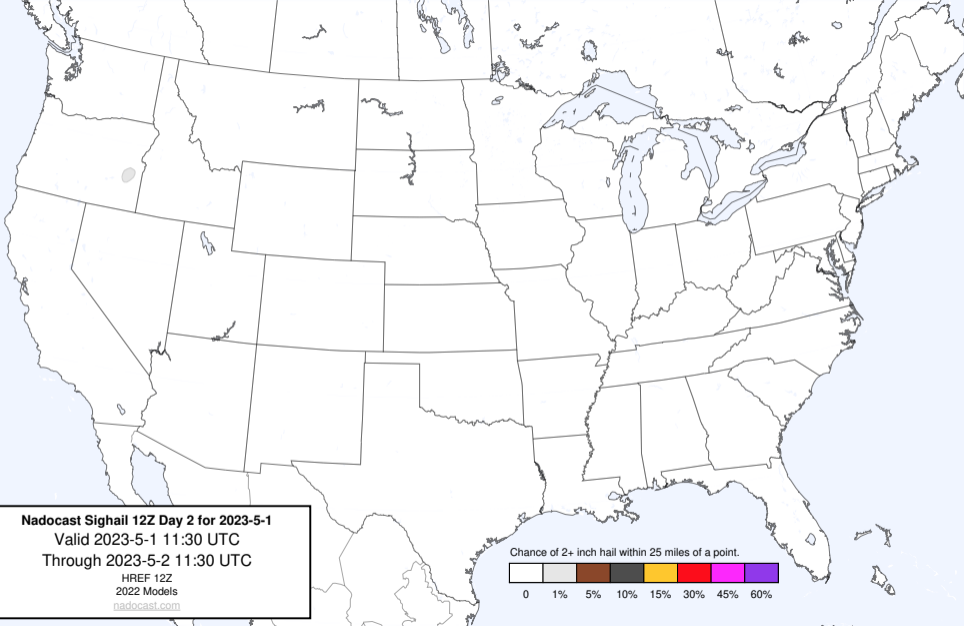 Nadocast Sighail 12Z Day 2 for 2023-5-1
Valid 2023-5-1 11:30 UTC
Through 2023-5-2 11:30 UTC
HREF 12Z
2022 Models
nadocast.com
Chance of 2+ inch hail within 25 miles of a point.
0 1% 5% 10% 15% 30% 45% 60%